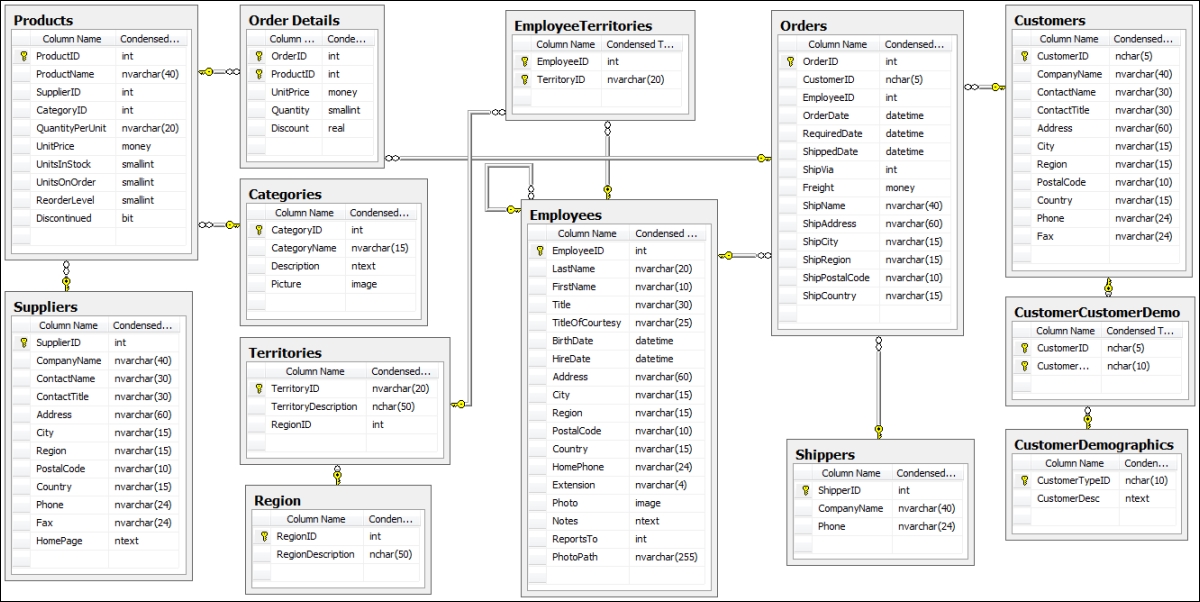 Products
Column Name Condensed...
ProductID int
ProductName nvarchar(40)
SupplierID int
CategoryID int
QuantityPerUnit nvarchar(20)
UnitPrice money
UnitsInStock smallint
UnitsOnOrder smallint
ReorderLevel smallint
Discontinued bit
Order Details
Column ... Conde...
OrderID int
ProductID int
UnitPrice money
Quantity smallint
Discount real
EmployeeTerritories
Column Name Condensed T...
EmployeeID int
TerritoryID nvarchar(20)
Orders
Column Name Condensed...
OrderID int
CustomerID nchar(5)
EmployeeID int
OrderDate datetime
RequiredDate datetime
ShippedDate datetime
ShipVia int
Freight money
ShipName nvarchar(40)
ShipAddress nvarchar(60)
ShipCity nvarchar(15)
ShipRegion nvarchar(15)
ShipPostalCode nvarchar(10)
ShipCountry nvarchar(15)
Customers
Column Name Condensed...
CustomerID nchar(5)
CompanyName nvarchar(40)
ContactName nvarchar(30)
ContactTitle nvarchar(30)
Address nvarchar(60)
City nvarchar(15)
Region nvarchar(15)
PostalCode nvarchar(10)
Country nvarchar(15)
Phone nvarchar(24)
Fax nvarchar(24)
Categories
Column Name Condensed...
CategoryID int
CategoryName nvarchar(15)
Description ntext
Picture image
Employees
Column Name Condensed ...
EmployeeID int
LastName nvarchar(20)
FirstName nvarchar(10)
Title nvarchar(30)
TitleOfCourtesy nvarchar(25)
BirthDate datetime
HireDate datetime
Address nvarchar(60)
City nvarchar(15)
Region nvarchar(15)
PostalCode nvarchar(10)
Country nvarchar(15)
HomePhone nvarchar(24)
Extension nvarchar(4)
Photo image
Notes ntext
ReportsTo int
PhotoPath nvarchar(255)
Suppliers
Column Name Condensed...
SupplierID int
CompanyName nvarchar(40)
ContactName nvarchar(30)
ContactTitle nvarchar(30)
Address nvarchar(60)
City nvarchar(15)
Region nvarchar(15)
PostalCode nvarchar(10)
Country nvarchar(15)
Phone nvarchar(24)
Fax nvarchar(24)
HomePage ntext
CustomerCustomerDemo
Column Name Condensed T...
CustomerID nchar(5)
Customer... nchar(10)
Territories
Column Name Condensed...
TerritoryID nvarchar(20)
TerritoryDescription nchar(50)
RegionID int
CustomerDemographics
Column Name Conden...
CustomerTypeID nchar(10)
CustomerDesc ntext
Shippers
Column Name Condensed...
ShipperID int
CompanyName nvarchar(40)
Phone nvarchar(24)
Region
Column Name Conden...
RegionID int
RegionDescription nchar(50)